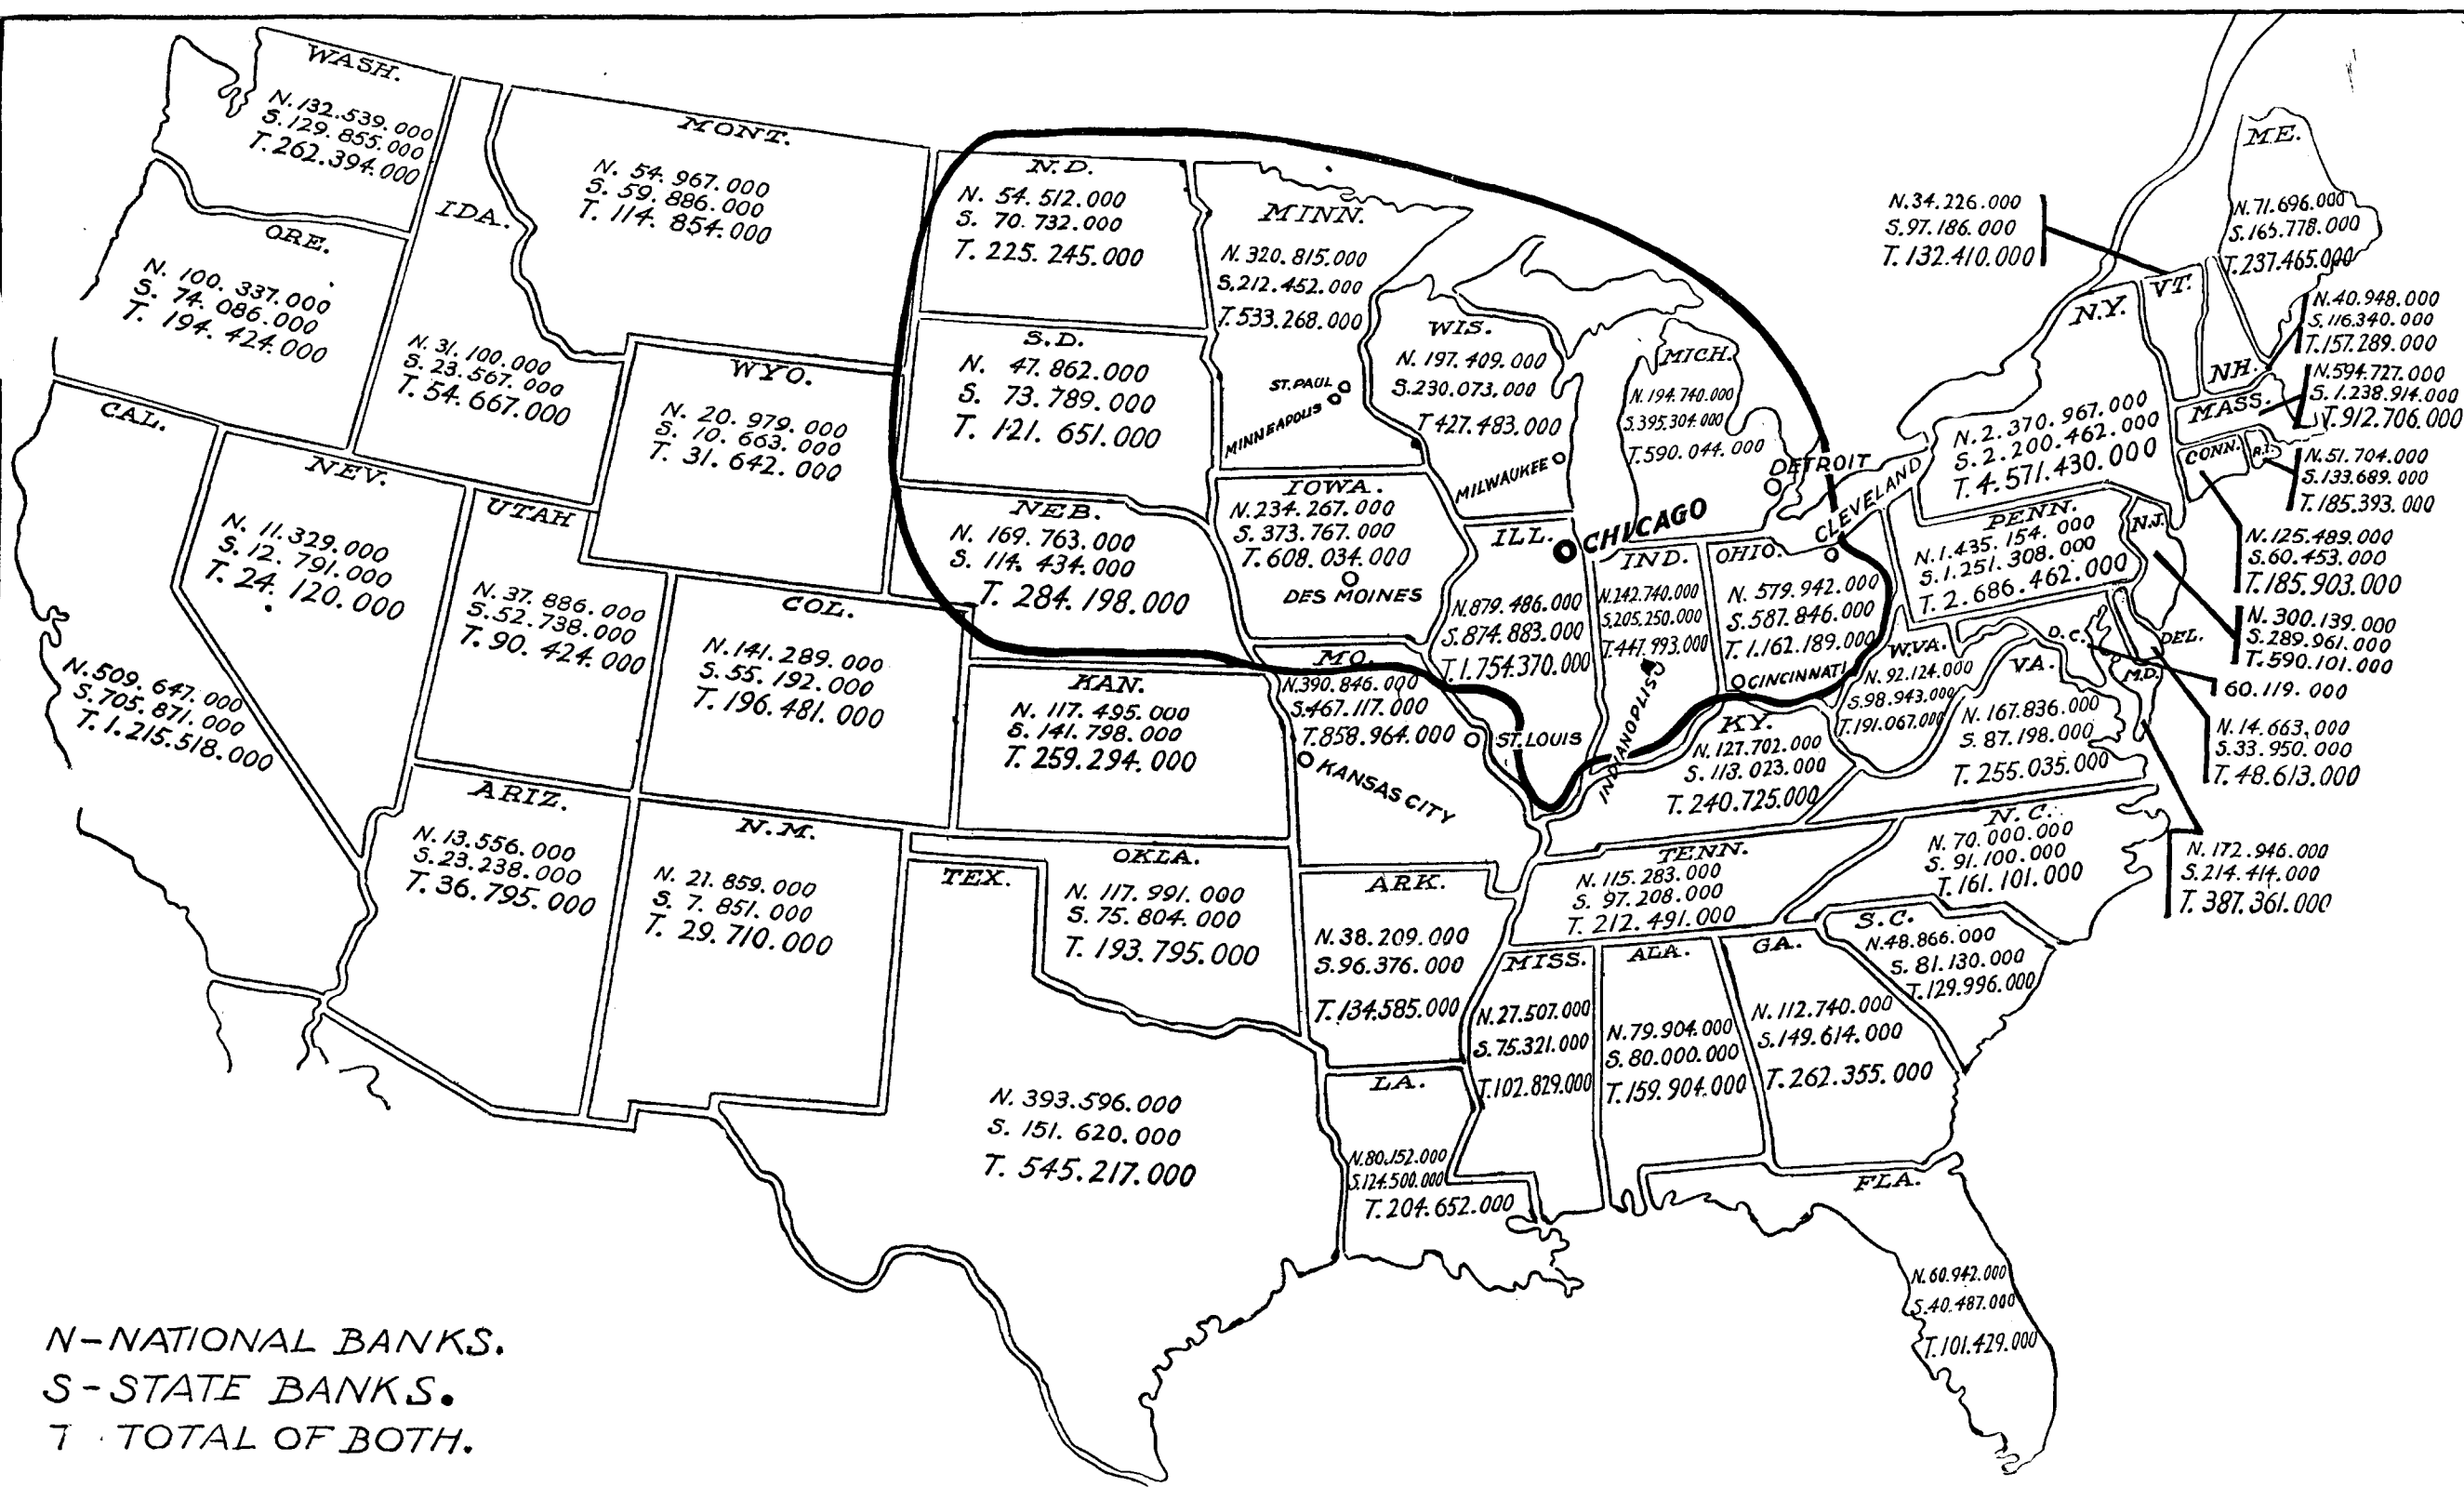 WASH.
N.132.539.000
S.129.855.000
T.262.394.000
ORE.
N. 100. 337.000
S. 74. 086.000
T. 194. 424.000
CAL.
N.509.647.000
S.705.871.000
T.1.215.518.000
IDA.
N. 31. 100.000
S. 23.567.000
T. 54.667.000
NEV.
N. 11.329.000
S. 12. 791.000
T. 24. 120.000
MONT.
N. 54.967.000
S. 59.886.000
T. 114. 854.000
WYO.
N. 20. 979.000
S. 10. 663.000
T. 31. 642. 000
UTAH
N. 37. 886.000
S.52.738.000
T. 90. 424.000
COL.
N.141.289.000
S. 55. 192.000
T. 196.481.000
ARIZ.
N. 13.556.000
S.23.238.000
T. 36.795.000
N.M.
N. 21. 859.000
S. 7. 851. 000
T. 29.710.000
N.D.
N. 54.512.000
S. 70.732.000
T. 225.245.000
S.D.
N. 47.862.000
S. 73.789.000
T. 121. 651.000
NEB.
N. 169.763.000
S. 114. 434.000
T. 284.198.000
KAN.
N. 117.495.000
S. 141.798.000
T. 259.294.000
OKLA.
N. 117. 991. 000
S. 75. 804. 000
T. 193.795.000
TEX.
N. 393.596.000
S. 151. 620.000
T. 545.217.000
MINN.
N. 320.815.000
S.212.452.000
T.533.268.000
ST.PAUL
MINNEAPOLIS
IOWA.
N.234.267.000
S. 373.767.000
T. 608.034.000
DES MOINES
MO.
N.390.846.000
S.467.117.000
T.858.964.000
ST. LOUIS
KANSAS CITY
ARK.
N.38.209.000
S.96.376.000
T.134.585.000
LA.
N.80.152.000
S.124.500.000
T.204.652.000
WIS.
N. 197.409.000
S.230.073.000
T 427.483.000
MILWAUKEE
MICH.
N.194.740.000
S.395.304.000
T.590.044.000
DETROIT
ILL.
CHICAGO
N.879.486.000
S.874.883.000
T.1.754.370.000
IND.
N.242.740.000
S.205.250.000
T.447.993.000
INDIANOPLIS
OHIO.
CLEVELAND
N. 579.942.000
S.587.846.000
T.1.162.189.000
CINCINNATI
KY.
N. 127.702.000
S. 113.023.000
T. 240.725.000
TENN.
N. 115.283.000
S. 97.208.000
T. 212.491.000
MISS.
N.27.507.000
S. 75.321.000
T.102.829.000
ALA.
N.79.904.000
S. 80.000.000
T.159.904.000
GA.
N. 112.740.000
S.149.614.000
T.262.355.000
FLA.
N.60.942.000
S.40.487.000
T.101.429.000
S.C.
N.48.866.000
S. 81.130.000
T.129.996.000
N.C.
N. 70.000.000
S. 91.100.000
T. 161.101.000
VA.
N. 167.836.000
S. 87.198.000
T. 255.035.000
W.VA.
N. 92.124.000
S.98.943.000
T.191.067.000
PENN.
N.1.435.154.000
S.1.251.308.000
T. 2.686.462.000
N.Y.
N.2.370.967.000
S.2.200.462.000
T.4.571.430.000
VT.
N.34.226.000
S.97.186.000
T.132.410.000
ME.
N.71.696.000
S.165.778.000
T.237.465.000
NH.
N.40.948.000
S.116.340.000
T.157.289.000
MASS.
N.594.727.000
S. 1.238.914.000
T.912.706.000
R.I.
N.51.704.000
S.133.689.000
T.185.393.000
CONN.
N.125.489.000
S.60.453.000
T.185.903.000
N.J.
N. 300.139.000
S.289.961.000
T.590.101.000
D.C.
60.119.000
DEL.
N.14.663,000
S.33.950.000
T.48.613.000
M.D.
N. 172.946.000
S.214.414.000
T. 387.361.000
N-NATIONAL BANKS.
S-STATE BANKS.
T TOTAL OF BOTH.